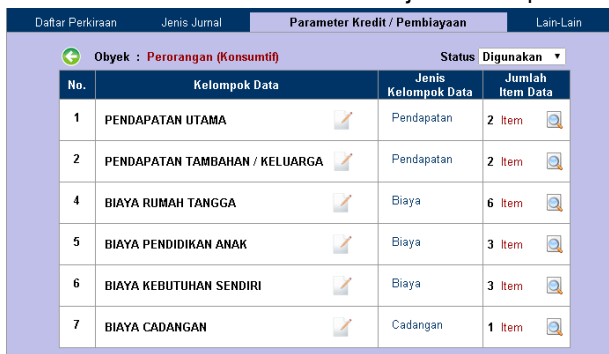 Daftar Perkiraan Jenis Jurnal Parameter Kredit / Pembiayaan Lain-Lain
Obyek : Perorangan (Konsumtif) Status Digunakan
No. Kelompok Data Jenis Kelompok Data Jumlah Item Data
1 PENDAPATAN UTAMA Pendapatan 2 Item
2 PENDAPATAN TAMBAHAN / KELUARGA Pendapatan 2 Item
4 BIAYA RUMAH TANGGA Biaya 6 Item
5 BIAYA PENDIDIKAN ANAK Biaya 3 Item
6 BIAYA KEBUTUHAN SENDIRI Biaya 3 Item
7 BIAYA CADANGAN Cadangan 1 Item